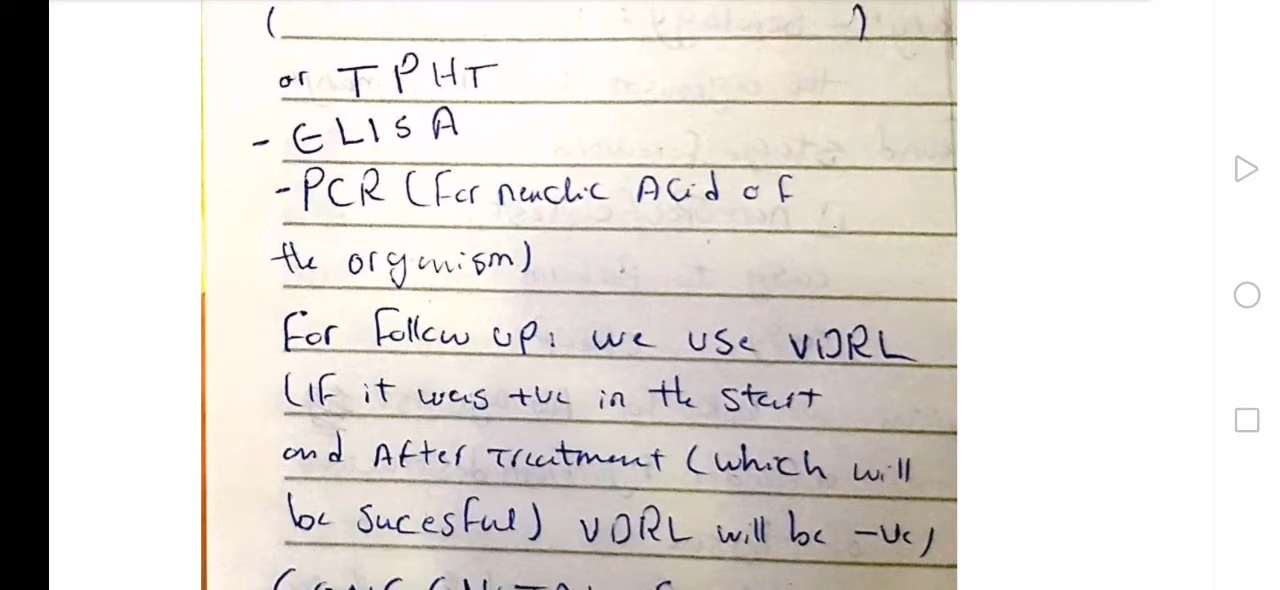 ( )
or TPHT
- ELISA
- PCR (For neuclic Acid of
the organism)
For Follow up: we use VDRL
(IF it was +ve in the start
and After Treatment (which will
be sucesful) VDRL will be -ve)